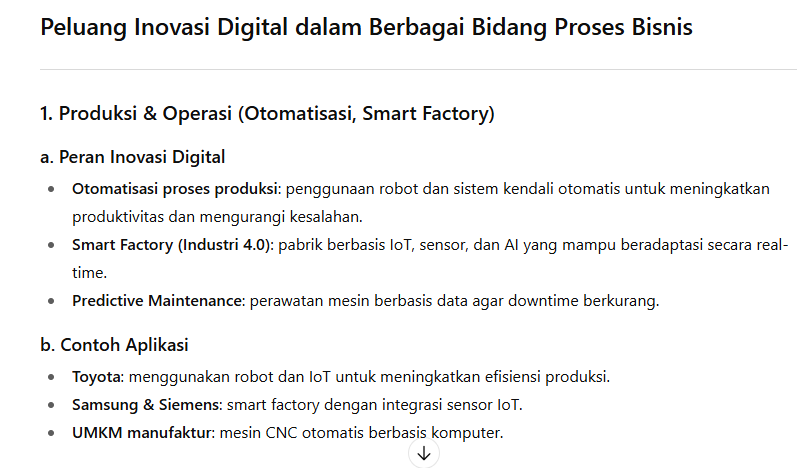 Peluang Inovasi Digital dalam Berbagai Bidang Proses Bisnis
1. Produksi & Operasi (Otomatisasi, Smart Factory)
a. Peran Inovasi Digital
• Otomatisasi proses produksi: penggunaan robot dan sistem kendali otomatis untuk meningkatkan
produktivitas dan mengurangi kesalahan.
• Smart Factory (Industri 4.0): pabrik berbasis IoT, sensor, dan AI yang mampu beradaptasi secara real-
time.
• Predictive Maintenance: perawatan mesin berbasis data agar downtime berkurang.
b. Contoh Aplikasi
• Toyota: menggunakan robot dan IoT untuk meningkatkan efisiensi produksi.
• Samsung & Siemens: smart factory dengan integrasi sensor IoT.
• UMKM manufaktur: mesin CNC otomatis berbasis komputer.